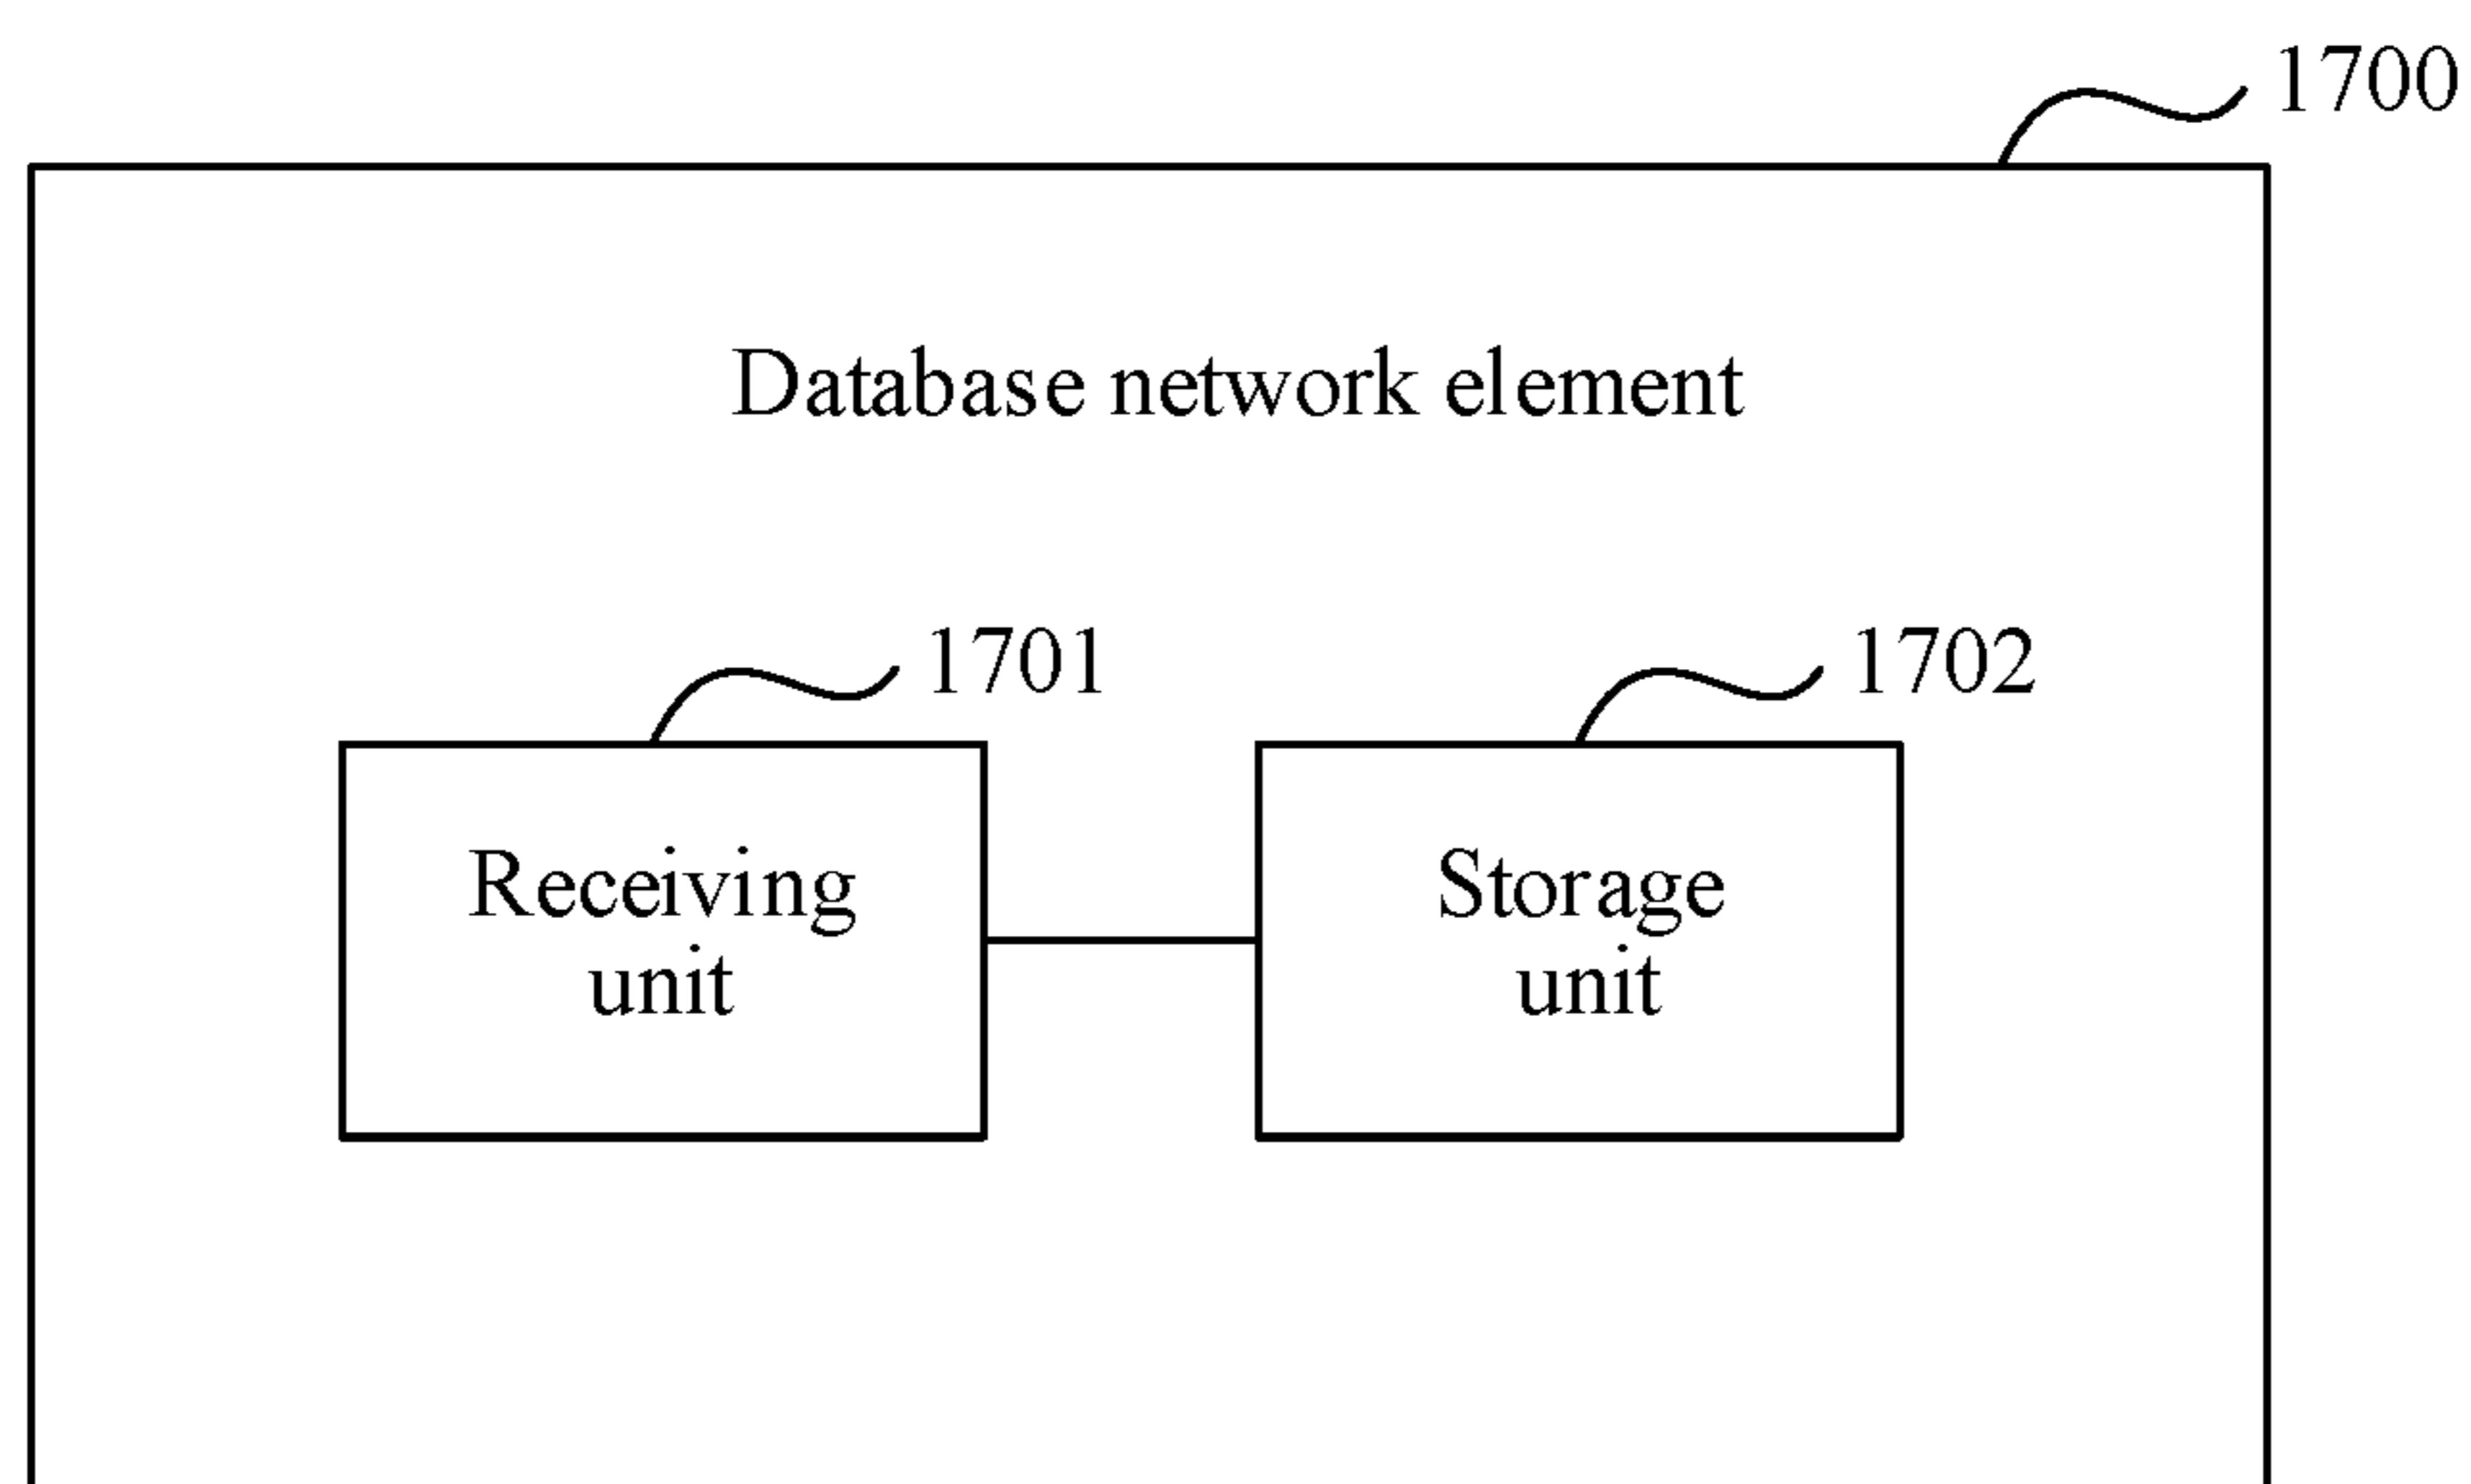 1700
Database network element
1701
1702
Receiving
unit
Storage
unit